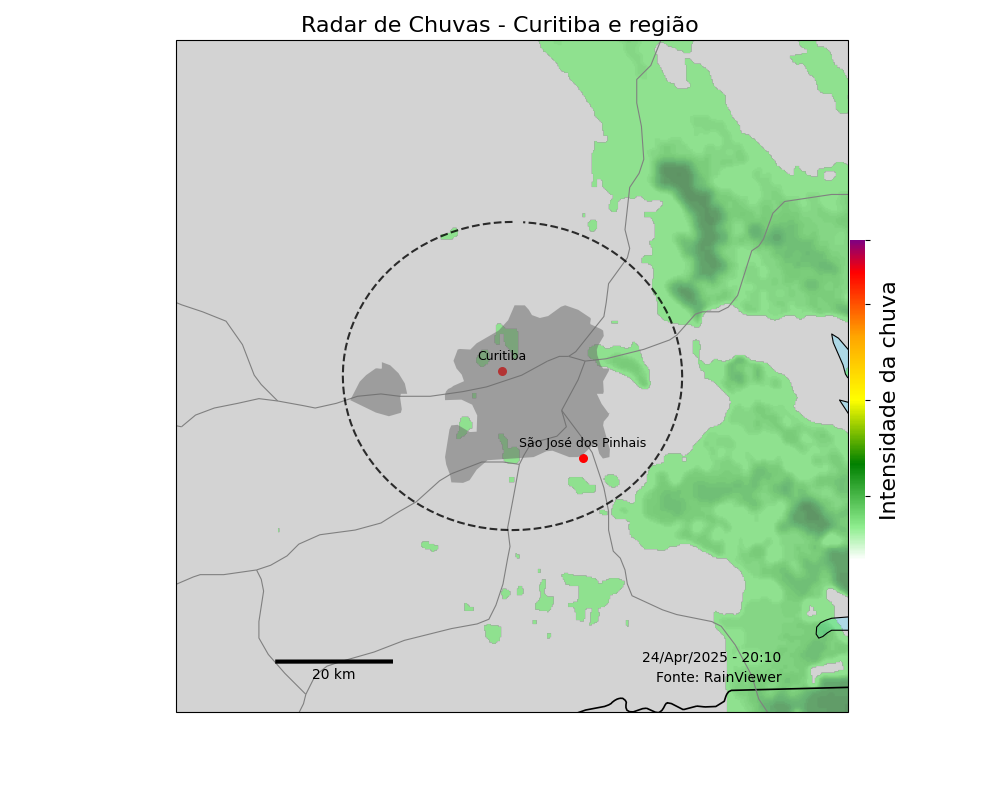 Radar de Chuvas - Curitiba e região
Curitiba
São José dos Pinhais
Intensidade da chuva
24/Apr/2025 - 20:10
Fonte: RainViewer
20 km